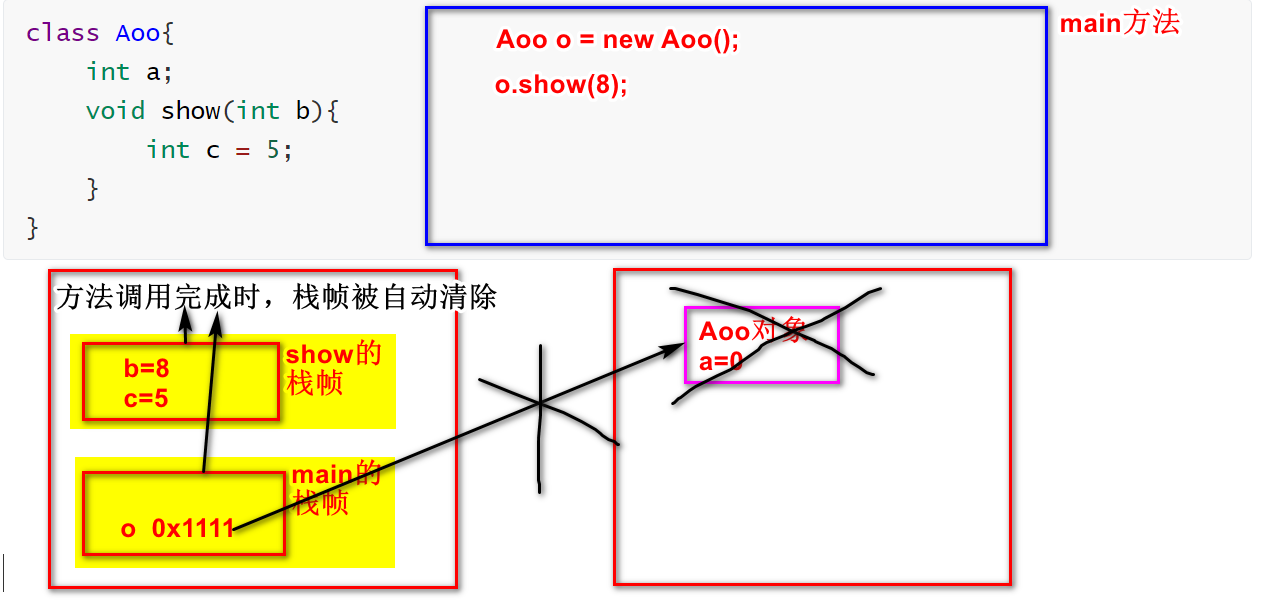 class Aoo{
int a;
void show(int b){
int c = 5;
}
}
Aoo o = new Aoo();
o.show(8);
main方法
方法调用完成时，栈帧被自动清除
b=8
c=5
show的
栈帧
main的
栈帧
o 0x1111
Aoo对象
a=0